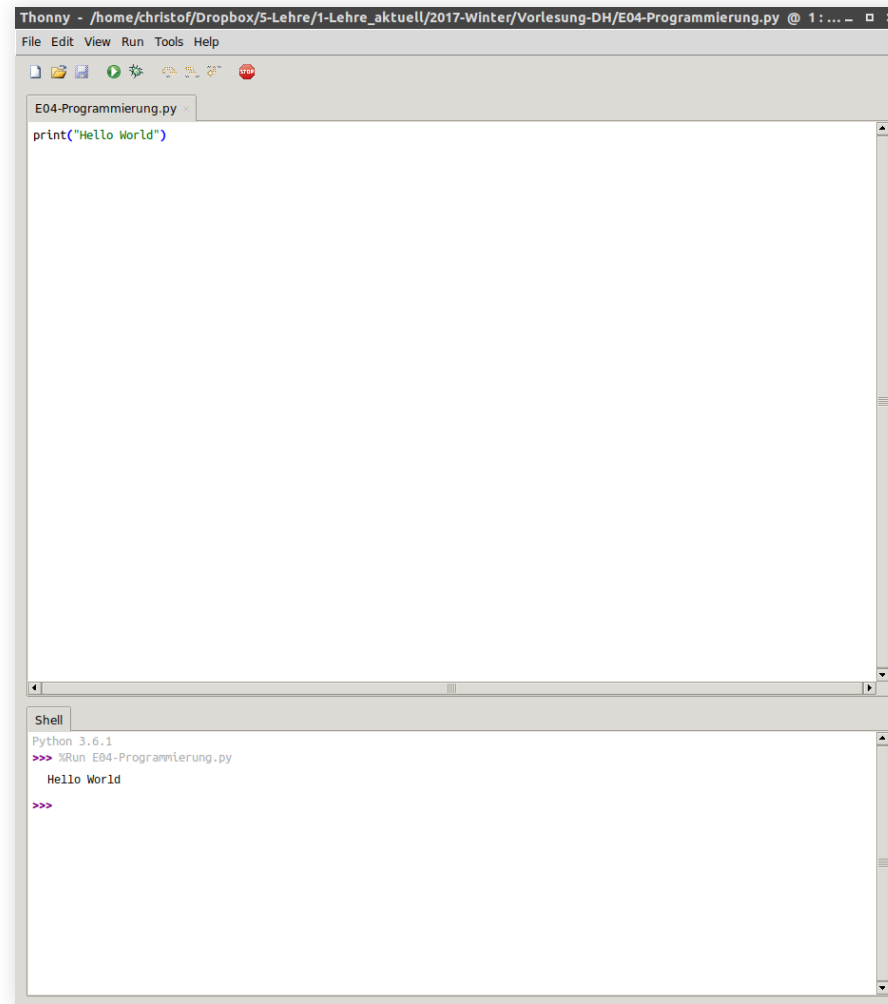 Thonny - /home/christof/Dropbox/5-Lehre/1-Lehre_aktuell/2017-Winter/Vorlesung-DH/E04-Programmierung.py @ 1:...
File Edit View Run Tools Help
STOP
E04-Programmierung.py
print("Hello World")
Shell
Python 3.6.1
>>> %Run E04-Programmierung.py
Hello World
>>>